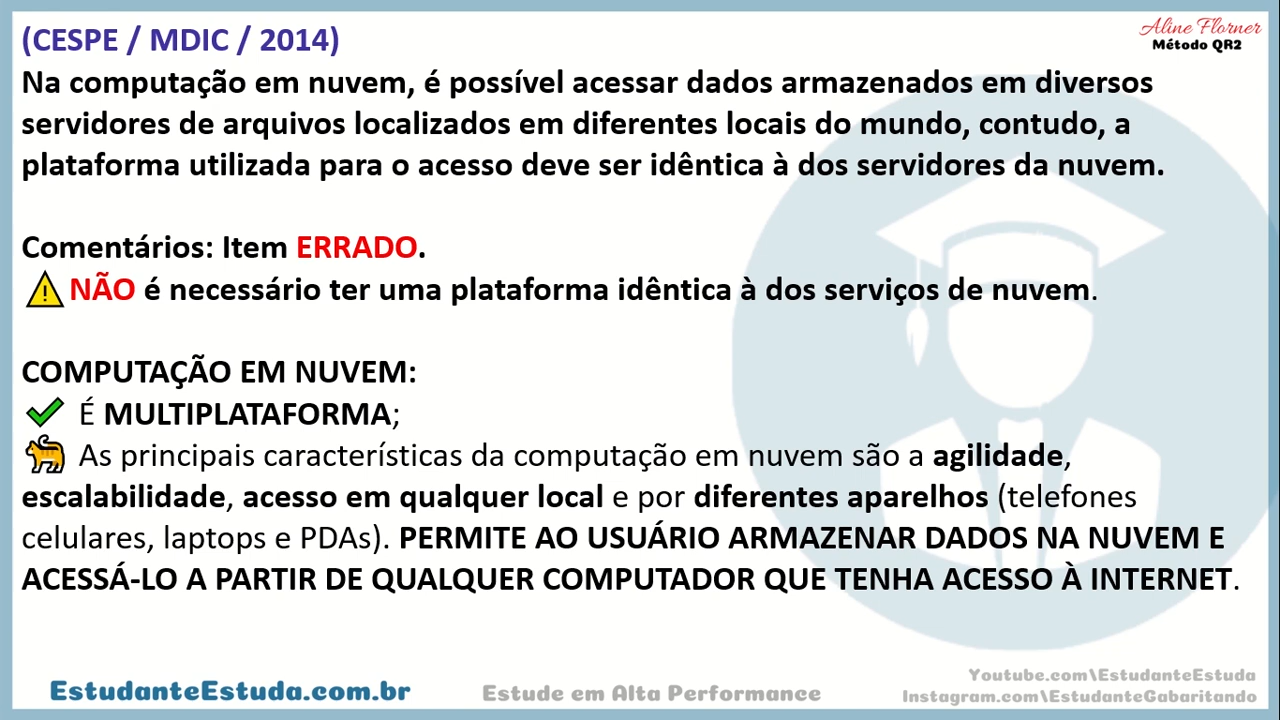 (CESPE / MDIC / 2014)
Aline Florner
Método QR2
Na computação em nuvem, é possível acessar dados armazenados em diversos
servidores de arquivos localizados em diferentes locais do mundo, contudo, a
plataforma utilizada para o acesso deve ser idêntica à dos servidores da nuvem.
Comentários: Item ERRADO.
NÃO é necessário ter uma plataforma idêntica à dos serviços de nuvem.
COMPUTAÇÃO EM NUVEM:
É MULTIPLATAFORMA;
As principais características da computação em nuvem são a agilidade,
escalabilidade, acesso em qualquer local e por diferentes aparelhos (telefones
celulares, laptops e PDAs). PERMITE AO USUÁRIO ARMAZENAR DADOS NA NUVEM E
ACESSÁ-LO A PARTIR DE QUALQUER COMPUTADOR QUE TENHA ACESSO À INTERNET.
EstudanteEstuda.com.br
Estude em Alta Performance
Youtube.com\EstudanteEstuda
Instagram.com\EstudanteGabaritando